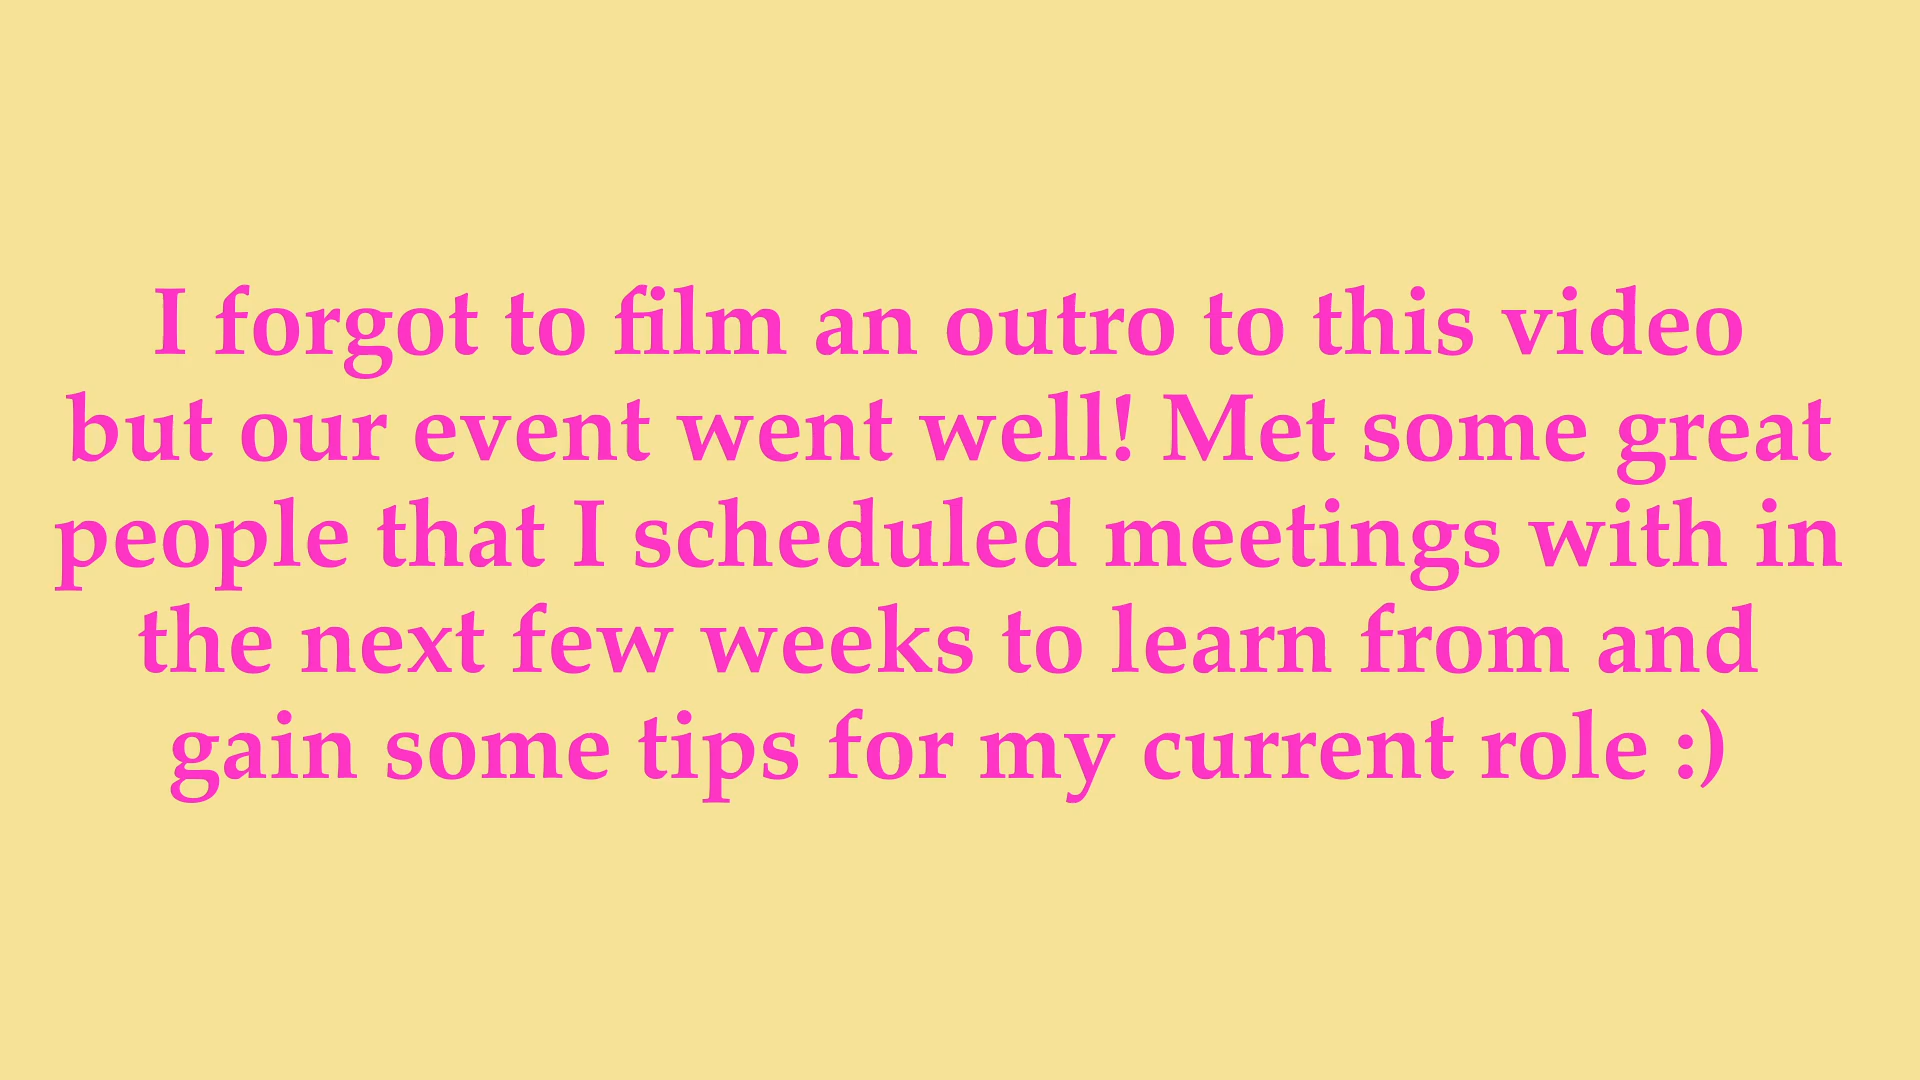 I forgot to film an outro to this video
but our event went well! Met some great
people that I scheduled meetings with in
the next few weeks to learn from and
gain some tips for my current role :)